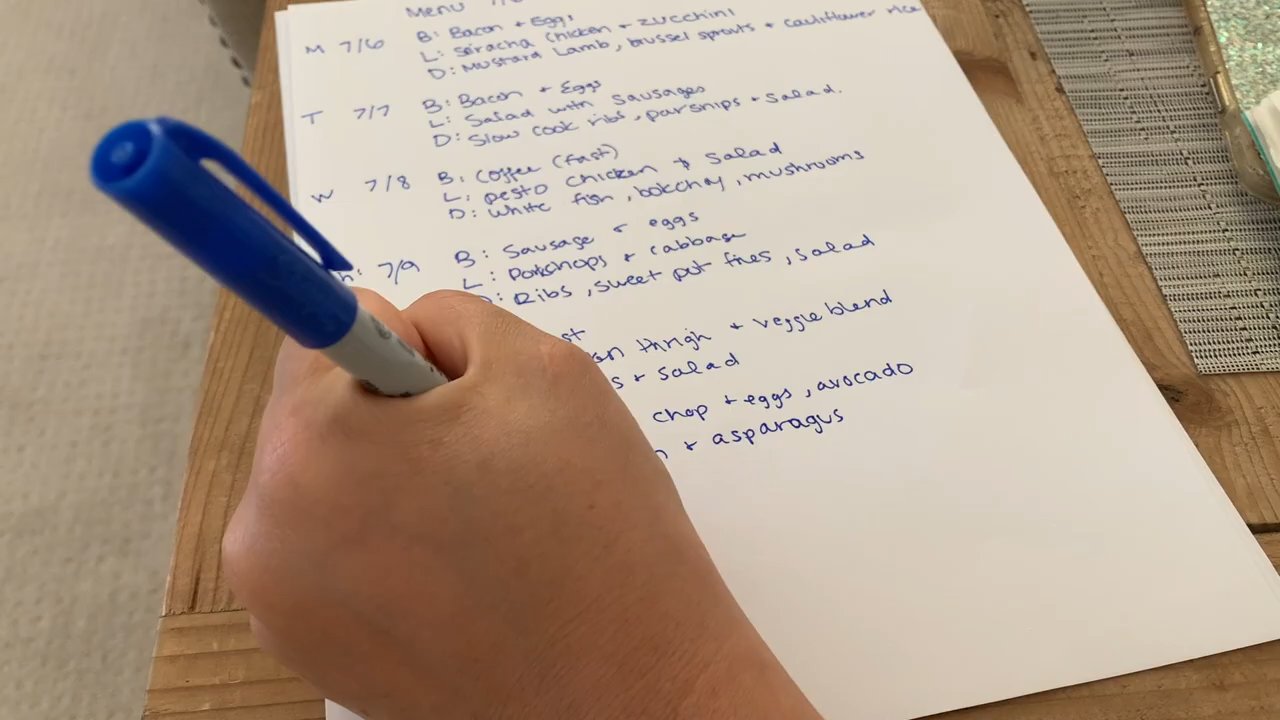 Menu
M 7/6 B: Bacon + Eggs
L: Sriracha Chicken + zucchini
D: Mustard Lamb, brussel sprouts + cauliflower rice
T 7/7 B: Bacon + Eggs
L: Salad with Sausages
D: Slow cook ribs, parsnips + salad.
W 7/8 B: Coffee (fast)
L: pesto chicken + salad
D: White fish, bokchoy, mushrooms
7/9 B: Sausage + eggs
L: Porkchops + cabbage
D: Ribs, sweet pot fries, salad
+ veggie blend
+ salad
chop + eggs, avocado
+ asparagus